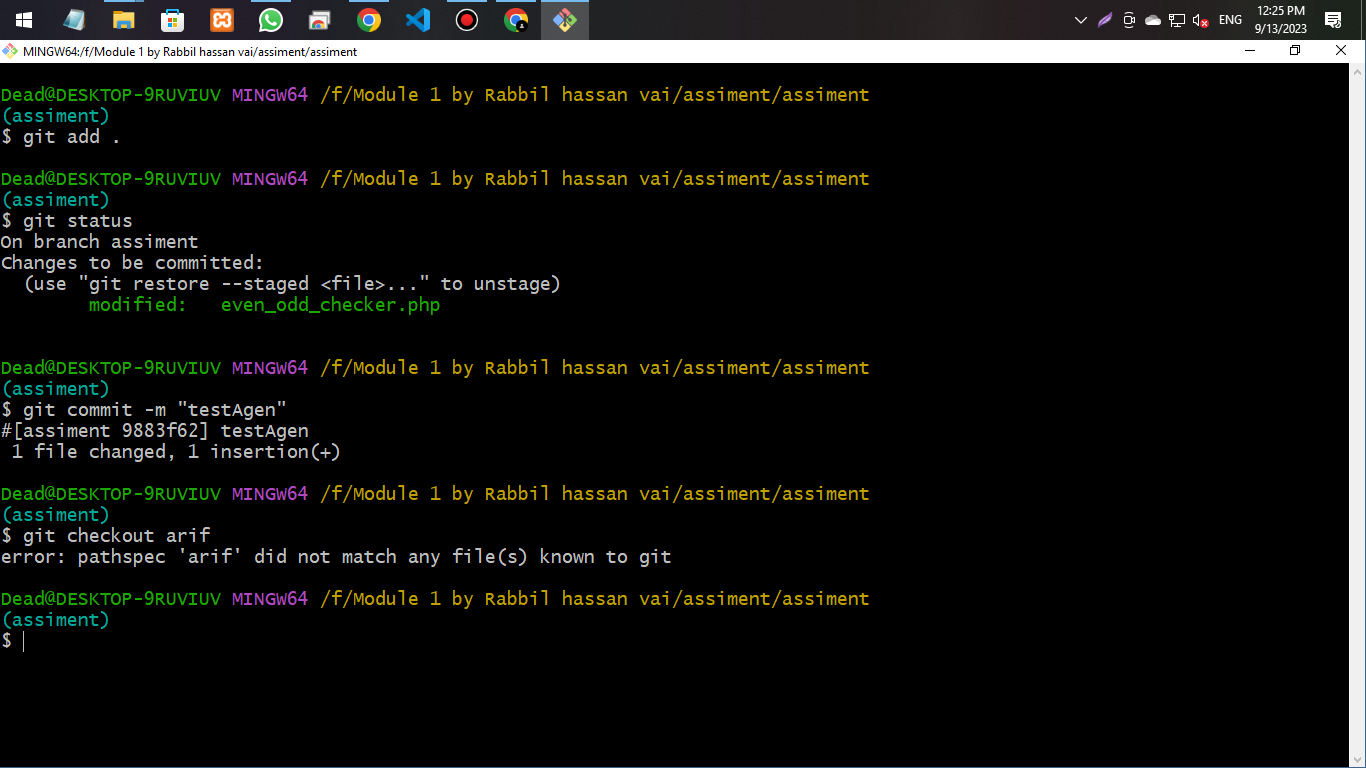 ENG
12:25 PM
9/13/2023
MINGW64:/f/Module 1 by Rabbil hassan vai/assiment/assiment
Dead@DESKTOP-9RUVIUV MINGW64 /f/Module 1 by Rabbil hassan vai/assiment/assiment
(assiment)
$ git add .
Dead@DESKTOP-9RUVIUV MINGW64 /f/Module 1 by Rabbil hassan vai/assiment/assiment
(assiment)
$ git status
On branch assiment
Changes to be committed:
  (use "git restore --staged <file>..." to unstage)
        modified:   even_odd_checker.php
Dead@DESKTOP-9RUVIUV MINGW64 /f/Module 1 by Rabbil hassan vai/assiment/assiment
(assiment)
$ git commit -m "testAgen"
#[assiment 9883f62] testAgen
 1 file changed, 1 insertion(+)
Dead@DESKTOP-9RUVIUV MINGW64 /f/Module 1 by Rabbil hassan vai/assiment/assiment
(assiment)
$ git checkout arif
error: pathspec 'arif' did not match any file(s) known to git
Dead@DESKTOP-9RUVIUV MINGW64 /f/Module 1 by Rabbil hassan vai/assiment/assiment
(assiment)
$